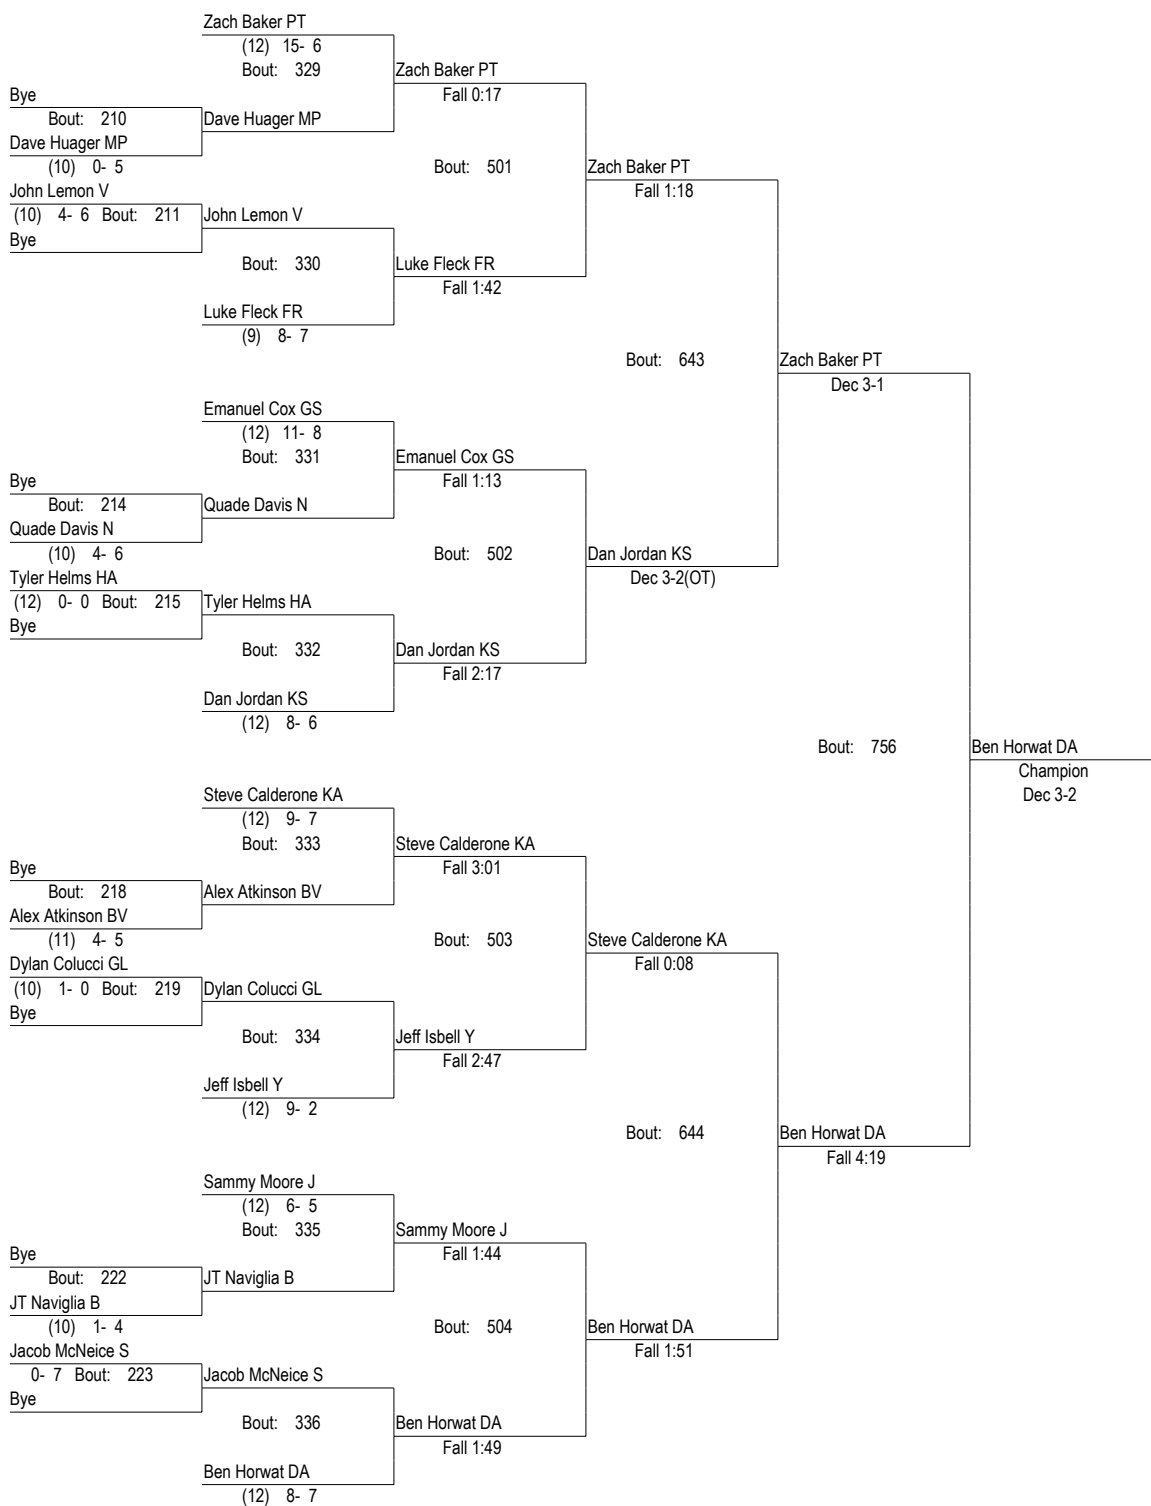 Zach Baker PT
(12) 15- 6
Bout: 329
Zach Baker PT
Fall 0:17
Bye
Bout: 210
Dave Huager MP
Dave Huager MP
(10) 0- 5
Bout: 501
Zach Baker PT
Fall 1:18
John Lemon V
(10) 4- 6 Bout: 211
John Lemon V
Bye
Bout: 330
Luke Fleck FR
Fall 1:42
Luke Fleck FR
(9) 8- 7
Bout: 643
Zach Baker PT
Dec 3-1
Emanuel Cox GS
(12) 11- 8
Bout: 331
Emanuel Cox GS
Fall 1:13
Bye
Bout: 214
Quade Davis N
Quade Davis N
(10) 4- 6
Bout: 502
Dan Jordan KS
Dec 3-2(OT)
Tyler Helms HA
(12) 0- 0 Bout: 215
Tyler Helms HA
Bye
Bout: 332
Dan Jordan KS
Fall 2:17
Dan Jordan KS
(12) 8- 6
Bout: 756
Ben Horwat DA
Champion
Dec 3-2
Steve Calderone KA
(12) 9- 7
Bout: 333
Steve Calderone KA
Fall 3:01
Bye
Bout: 218
Alex Atkinson BV
Alex Atkinson BV
(11) 4- 5
Bout: 503
Steve Calderone KA
Fall 0:08
Dylan Colucci GL
(10) 1- 0 Bout: 219
Dylan Colucci GL
Bye
Bout: 334
Jeff Isbell Y
Fall 2:47
Jeff Isbell Y
(12) 9- 2
Bout: 644
Ben Horwat DA
Fall 4:19
Sammy Moore J
(12) 6- 5
Bout: 335
Sammy Moore J
Fall 1:44
Bye
Bout: 222
JT Naviglia B
JT Naviglia B
(10) 1- 4
Bout: 504
Ben Horwat DA
Fall 1:51
Jacob McNeice S
0- 7 Bout: 223
Jacob McNeice S
Bye
Bout: 336
Ben Horwat DA
Fall 1:49
Ben Horwat DA
(12) 8- 7